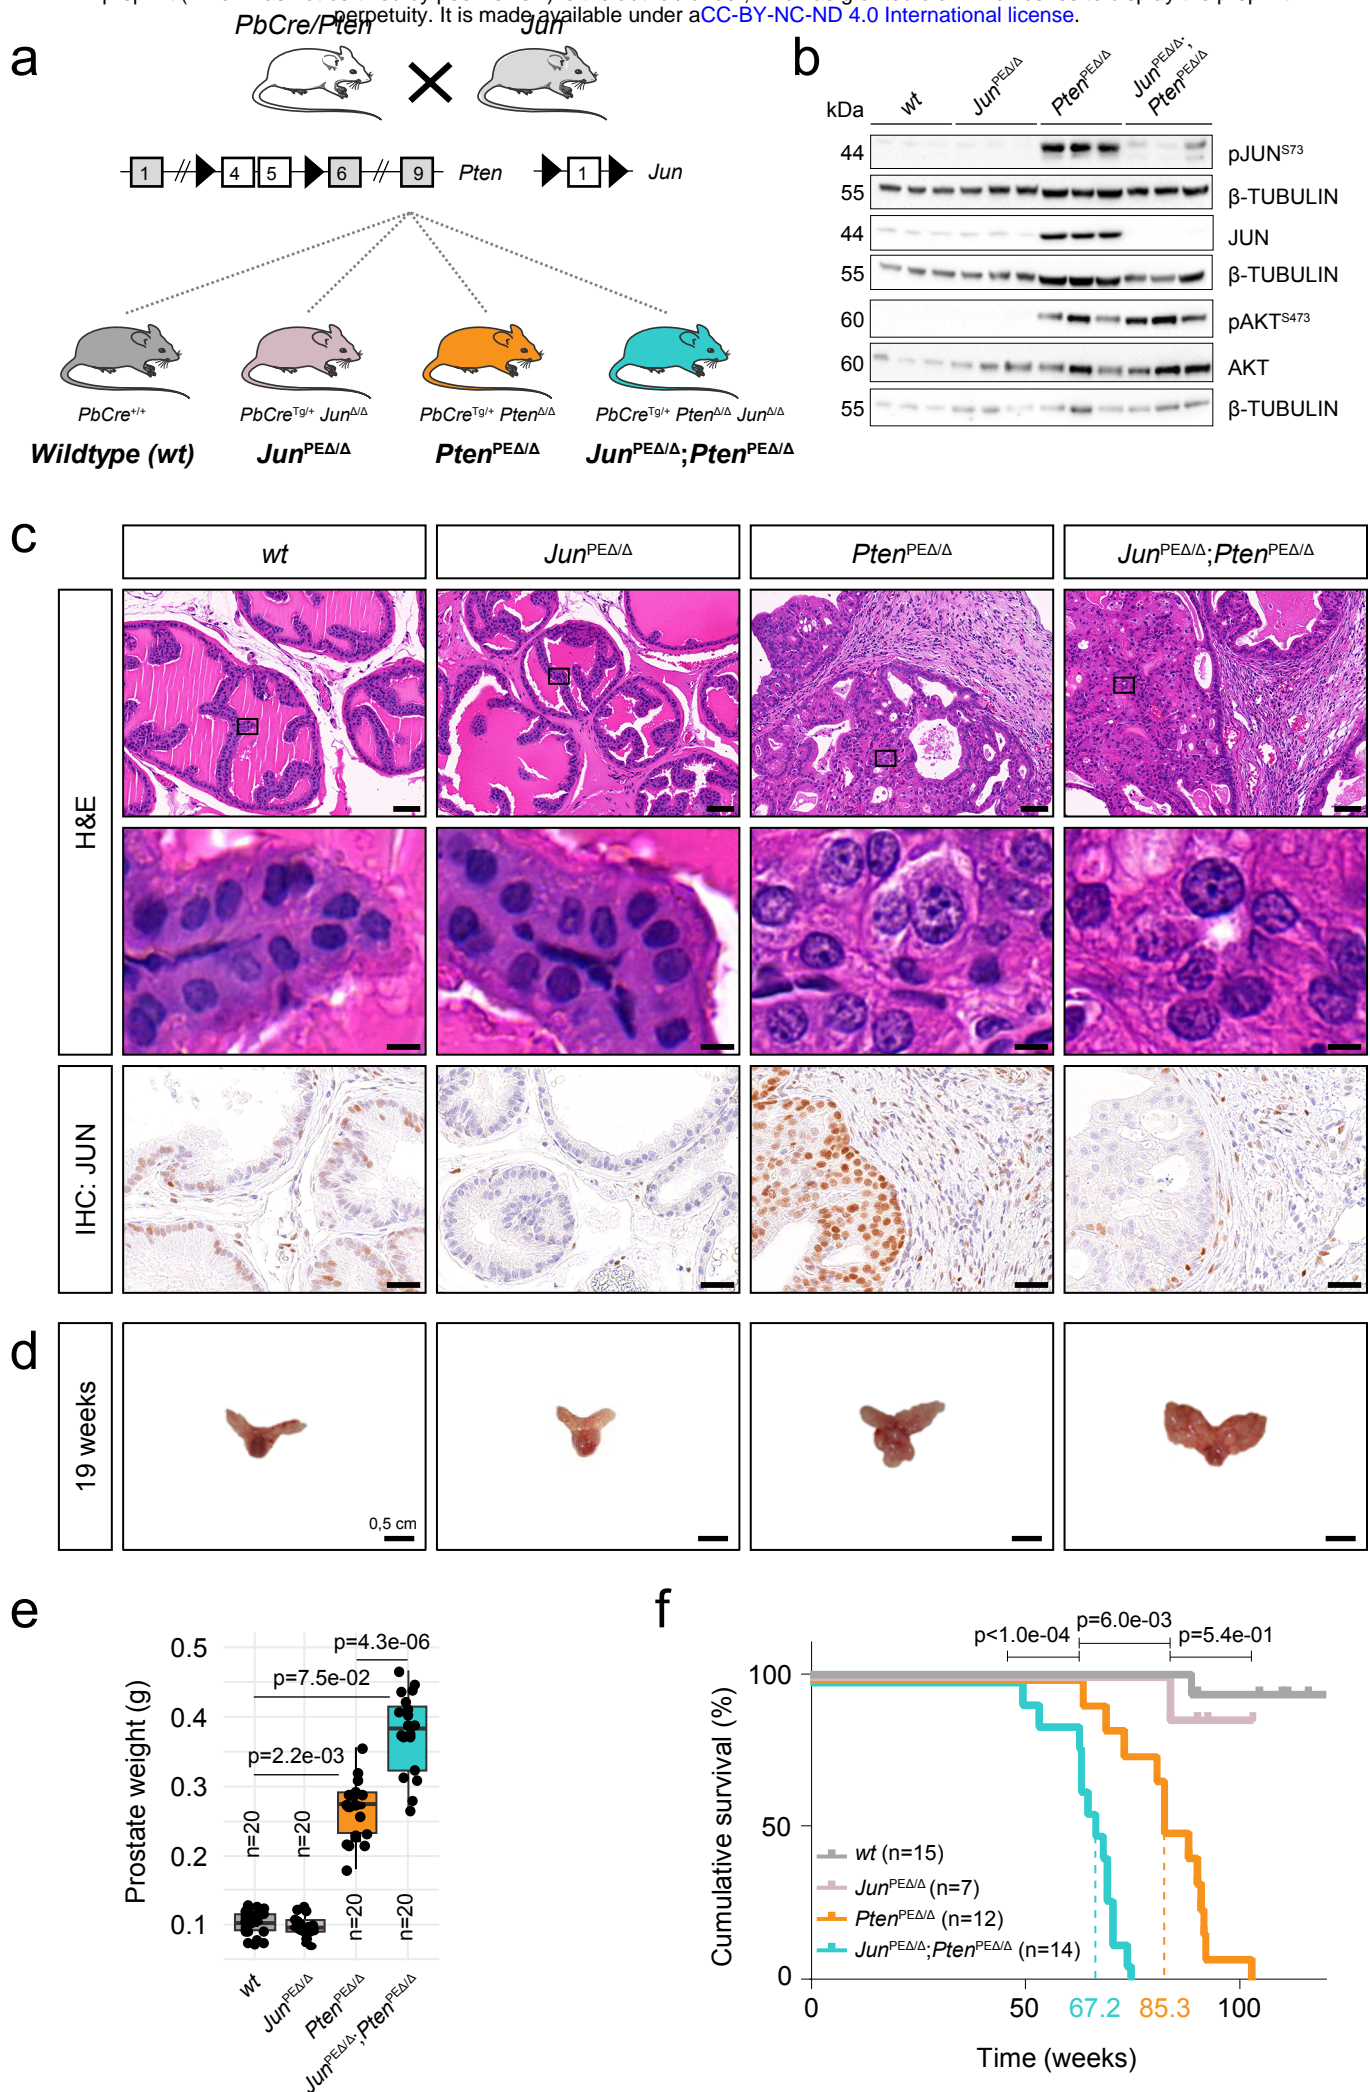 perpetuity. It is made available under aCC-BY-NC-ND 4.0 International license.
a
PbCre/Pten
Jun
1 4 5 6 9 Pten
1 Jun
PbCre+/+
PbCreTg/+ JunΔ/Δ
PbCreTg/+ PtenΔ/Δ
PbCreTg/+ PtenΔ/Δ JunΔ/Δ
Wildtype (wt)
JunPEΔ/Δ
PtenPEΔ/Δ
JunPEΔ/Δ;PtenPEΔ/Δ
b
kDa
wt
JunPEΔ/Δ
PtenPEΔ/Δ
JunPEΔ/Δ;
PtenPEΔ/Δ
44 pJUNS73
55 β-TUBULIN
44 JUN
55 β-TUBULIN
60 pAKTS473
60 AKT
55 β-TUBULIN
c
wt
JunPEΔ/Δ
PtenPEΔ/Δ
JunPEΔ/Δ;PtenPEΔ/Δ
H&E
IHC: JUN
d
19 weeks
0,5 cm
e
Prostate weight (g)
0.5
0.4
0.3
0.2
0.1
p=4.3e-06
p=7.5e-02
p=2.2e-03
n=20
n=20
n=20
n=20
wt
JunPEΔ/Δ
PtenPEΔ/Δ
JunPEΔ/Δ;PtenPEΔ/Δ
f
Cumulative survival (%)
100
50
0
p<1.0e-04
p=6.0e-03
p=5.4e-01
wt (n=15)
JunPEΔ/Δ (n=7)
PtenPEΔ/Δ (n=12)
JunPEΔ/Δ;PtenPEΔ/Δ (n=14)
0 50 67.2 85.3 100
Time (weeks)